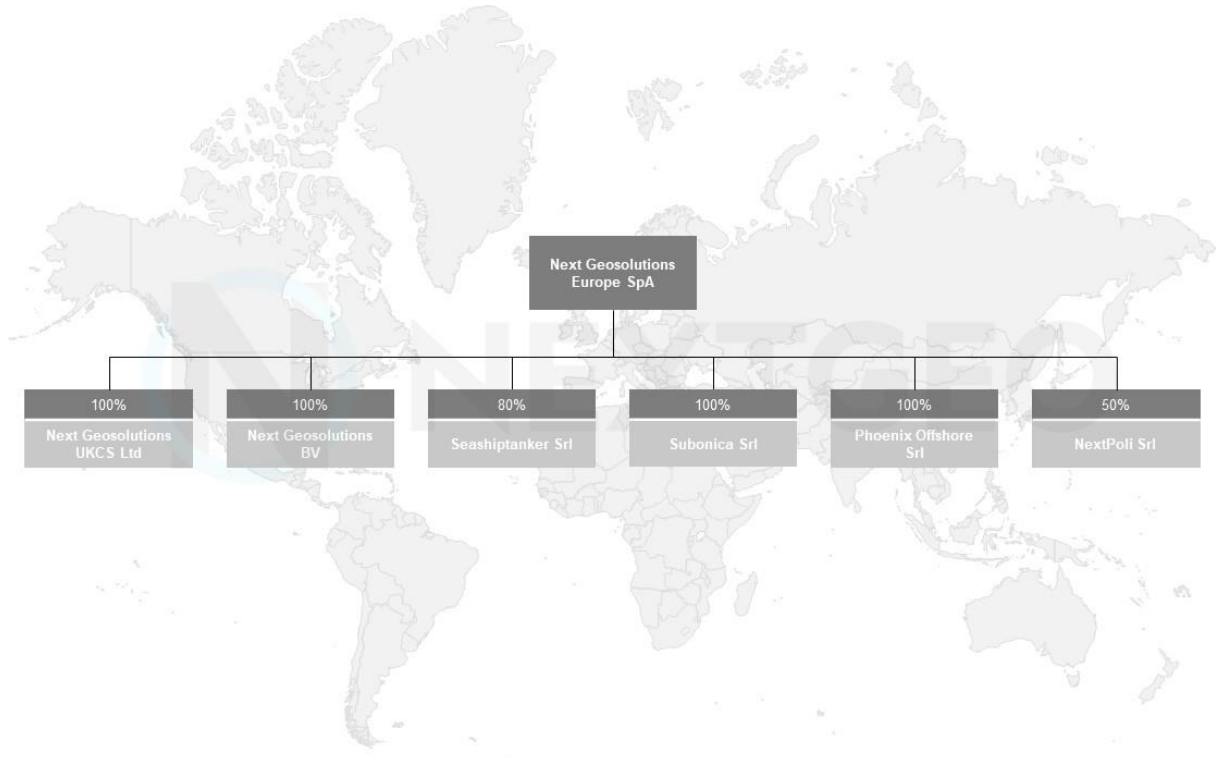 Next Geosolutions
Europe SpA
100%
100%
80%
100%
100%
50%
Next Geosolutions
UKCS Ltd
Next Geosolutions
BV
Seashiptanker Srl
Subonica Srl
Phoenix Offshore
Srl
NextPoli Srl
NEXTGEO